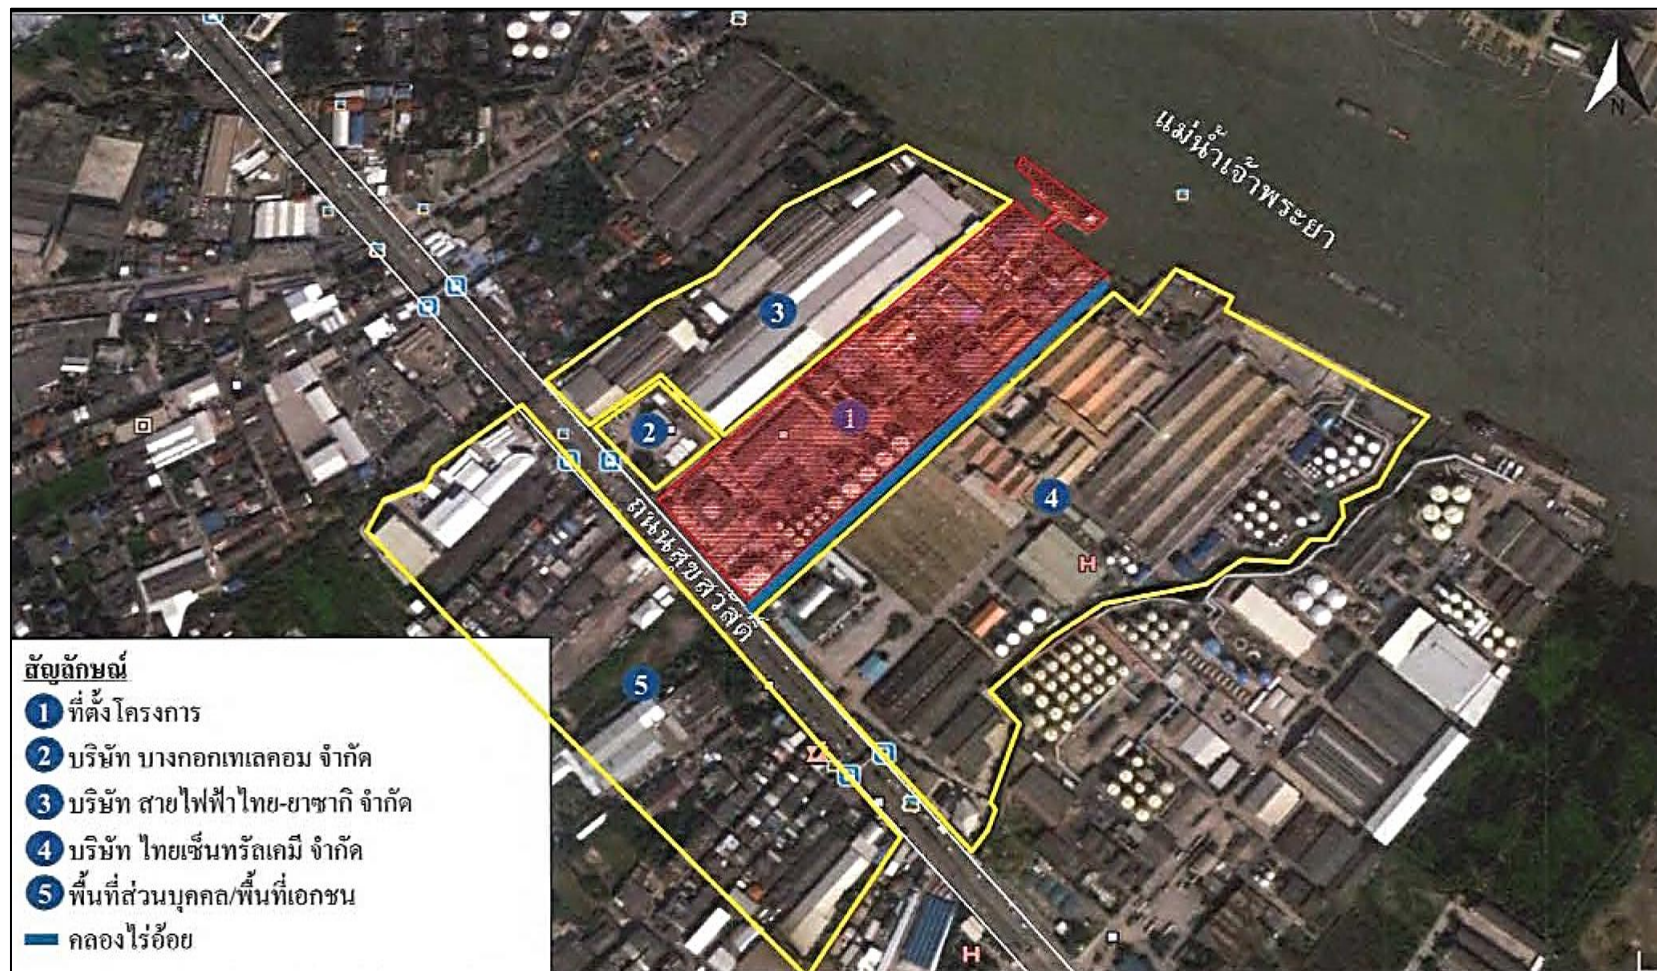 N
แม่น้ำเจ้าพระยา
3
2
1
4
ถนนสุขสวัสดิ์
H
5
H
สัญลักษณ์
1 ที่ตั้งโครงการ
2 บริษัท บางกอกเทเลคอม จำกัด
3 บริษัท สายไฟฟ้าไทย-ยาซากิ จำกัด
4 บริษัท ไทยเซ็นทรัลเคมี จำกัด
5 พื้นที่ส่วนบุคคล/พื้นที่เอกชน
คลองไร่อ้อย